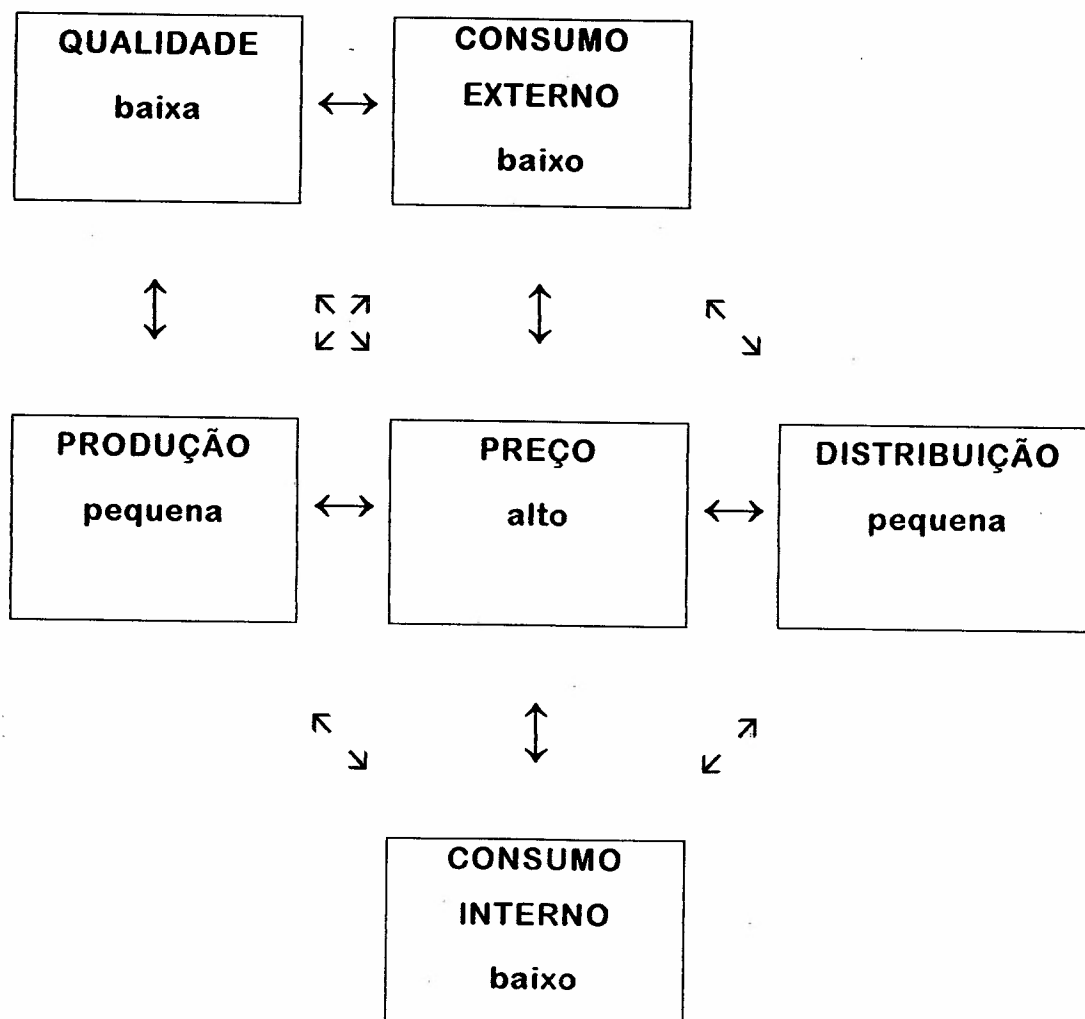 QUALIDADE
baixa
CONSUMO
EXTERNO
baixo
PRODUÇÃO
pequena
PREÇO
alto
DISTRIBUIÇÃO
pequena
CONSUMO
INTERNO
baixo